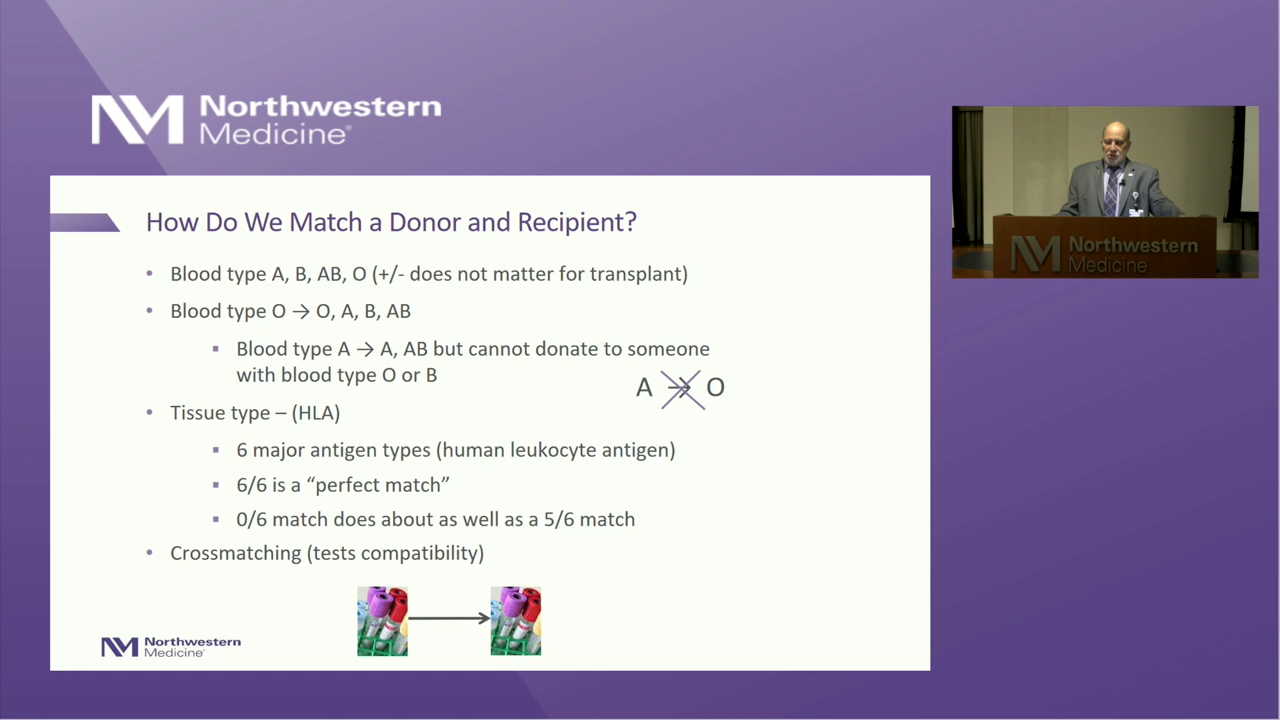 Northwestern
Medicine®
How Do We Match a Donor and Recipient?
• Blood type A, B, AB, O (+/- does not matter for transplant)
• Blood type O → O, A, B, AB
▪ Blood type A → A, AB but cannot donate to someone
with blood type O or B
A → O
• Tissue type – (HLA)
▪ 6 major antigen types (human leukocyte antigen)
▪ 6/6 is a “perfect match”
▪ 0/6 match does about as well as a 5/6 match
• Crossmatching (tests compatibility)
Northwestern
Medicine®
Northwestern
Medicine